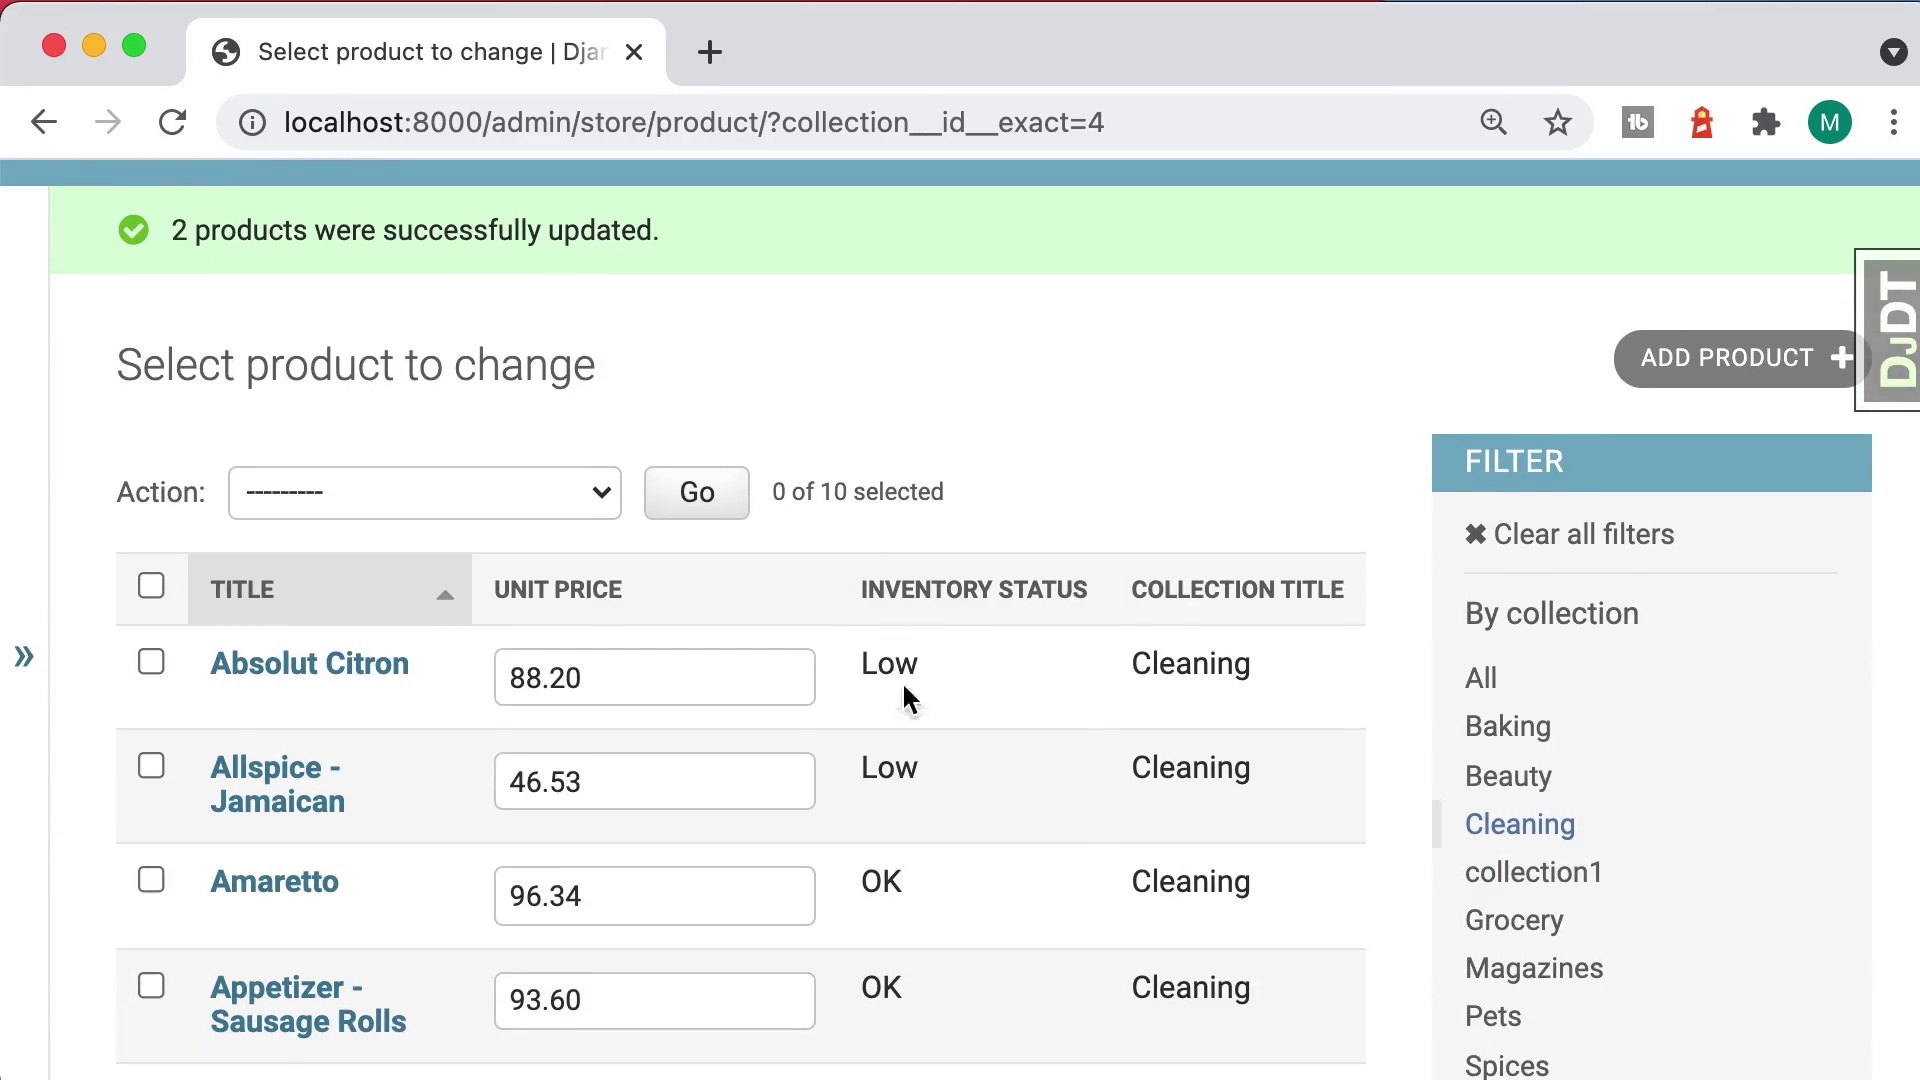 Select product to change | Djan
localhost:8000/admin/store/product/?collection__id__exact=4
M
2 products were successfully updated.
DJDT
Select product to change
ADD PRODUCT +
Action: --------- Go 0 of 10 selected
FILTER
✖ Clear all filters
TITLE UNIT PRICE INVENTORY STATUS COLLECTION TITLE
By collection
Absolut Citron 88.20 Low Cleaning
All
Baking
Allspice -
Jamaican 46.53 Low Cleaning
Beauty
Cleaning
collection1
Amaretto 96.34 OK Cleaning
Grocery
Magazines
Appetizer -
Sausage Rolls 93.60 OK Cleaning
Pets
Spices